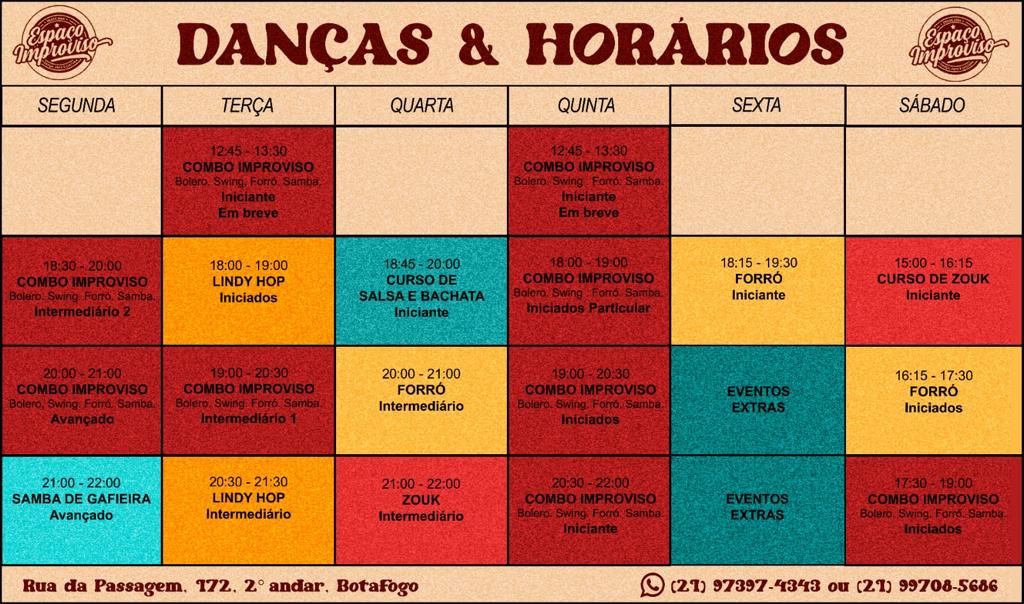 Espaço Improviso
DANÇAS & HORÁRIOS
Espaço Improviso
SEGUNDA
TERÇA
QUARTA
QUINTA
SEXTA
SÁBADO
12:45 - 13:30
COMBO IMPROVISO
Bolero. Swing. Forró. Samba.
Iniciante
Em breve
12:45 - 13:30
COMBO IMPROVISO
Bolero. Swing. Forró. Samba.
Iniciante
Em breve
18:30 - 20:00
COMBO IMPROVISO
Bolero. Swing. Forró. Samba.
Intermediário 2
18:00 - 19:00
LINDY HOP
Iniciados
18:45 - 20:00
CURSO DE
SALSA E BACHATA
Iniciante
18:00 - 19:00
COMBO IMPROVISO
Bolero. Swing. Forró. Samba.
Iniciados Particular
18:15 - 19:30
FORRÓ
Iniciante
15:00 - 16:15
CURSO DE ZOUK
Iniciante
20:00 - 21:00
COMBO IMPROVISO
Bolero. Swing. Forró. Samba.
Avançado
19:00 - 20:30
COMBO IMPROVISO
Bolero. Swing. Forró. Samba.
Intermediário 1
20:00 - 21:00
FORRÓ
Intermediário
19:00 - 20:30
COMBO IMPROVISO
Bolero. Swing. Forró. Samba.
Iniciados
EVENTOS
EXTRAS
16:15 - 17:30
FORRÓ
Iniciados
21:00 - 22:00
SAMBA DE GAFIEIRA
Avançado
20:30 - 21:30
LINDY HOP
Intermediário
21:00 - 22:00
ZOUK
Intermediário
20:30 - 22:00
COMBO IMPROVISO
Bolero. Swing. Forró. Samba.
Iniciante
EVENTOS
EXTRAS
17:30 - 19:00
COMBO IMPROVISO
Bolero. Swing. Forró. Samba.
Iniciados
Rua da Passagem, 172, 2° andar, Botafogo
(21) 97397-4343 ou (21) 99708-5686